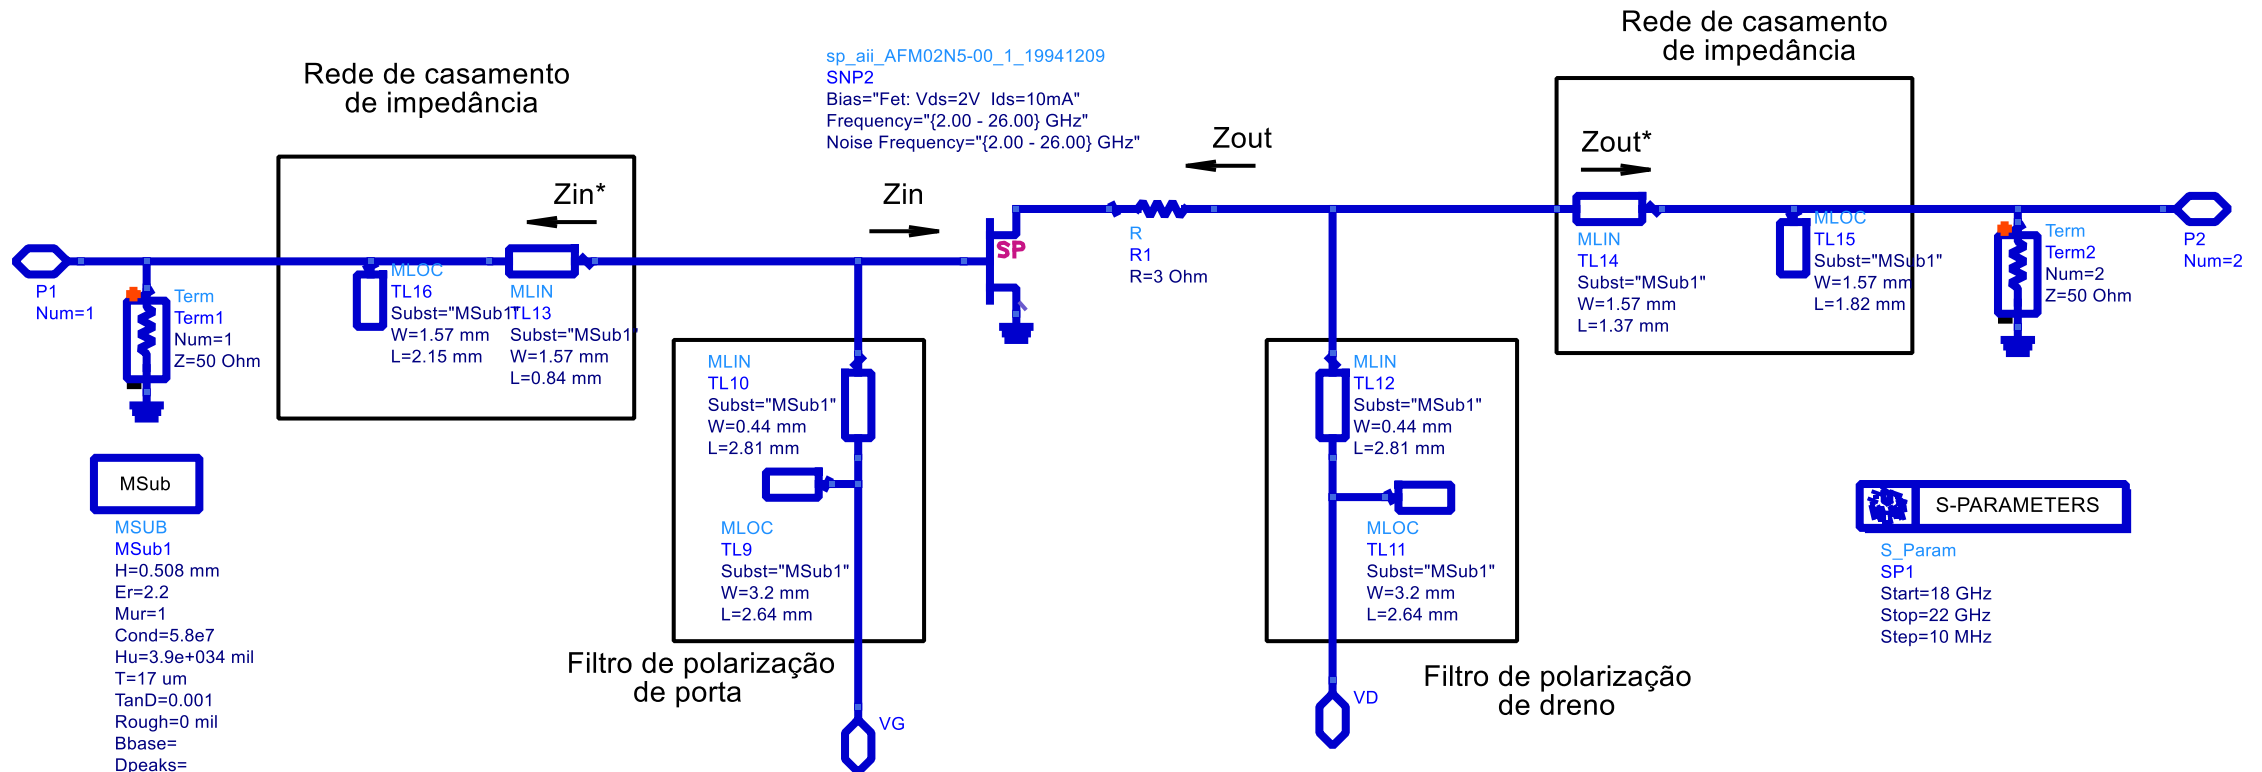 Rede de casamento
de impedância
Rede de casamento
de impedância
sp_aii_AFM02N5-00_1_19941209
SNP2
Bias="Fet: Vds=2V  Ids=10mA"
Frequency="{2.00 - 26.00} GHz"
Noise Frequency="{2.00 - 26.00} GHz"
Zin*
Zin
Zout
Zout*
SP
P1
Num=1
Term
Term1
Num=1
Z=50 Ohm
MLOC
TL16
Subst="MSub1"
W=1.57 mm
L=2.15 mm
MLIN
TL13
Subst="MSub1"
W=1.57 mm
L=0.84 mm
R
R1
R=3 Ohm
MLIN
TL14
Subst="MSub1"
W=1.57 mm
L=1.37 mm
MLOC
TL15
Subst="MSub1"
W=1.57 mm
L=1.82 mm
Term
Term2
Num=2
Z=50 Ohm
P2
Num=2
MLIN
TL10
Subst="MSub1"
W=0.44 mm
L=2.81 mm
MLOC
TL9
Subst="MSub1"
W=3.2 mm
L=2.64 mm
Filtro de polarização
de porta
VG
MLIN
TL12
Subst="MSub1"
W=0.44 mm
L=2.81 mm
MLOC
TL11
Subst="MSub1"
W=3.2 mm
L=2.64 mm
Filtro de polarização
de dreno
VD
MSub
MSUB
MSub1
H=0.508 mm
Er=2.2
Mur=1
Cond=5.8e7
Hu=3.9e+034 mil
T=17 um
TanD=0.001
Rough=0 mil
Bbase=
Dpeaks=
S-PARAMETERS
S_Param
SP1
Start=18 GHz
Stop=22 GHz
Step=10 MHz